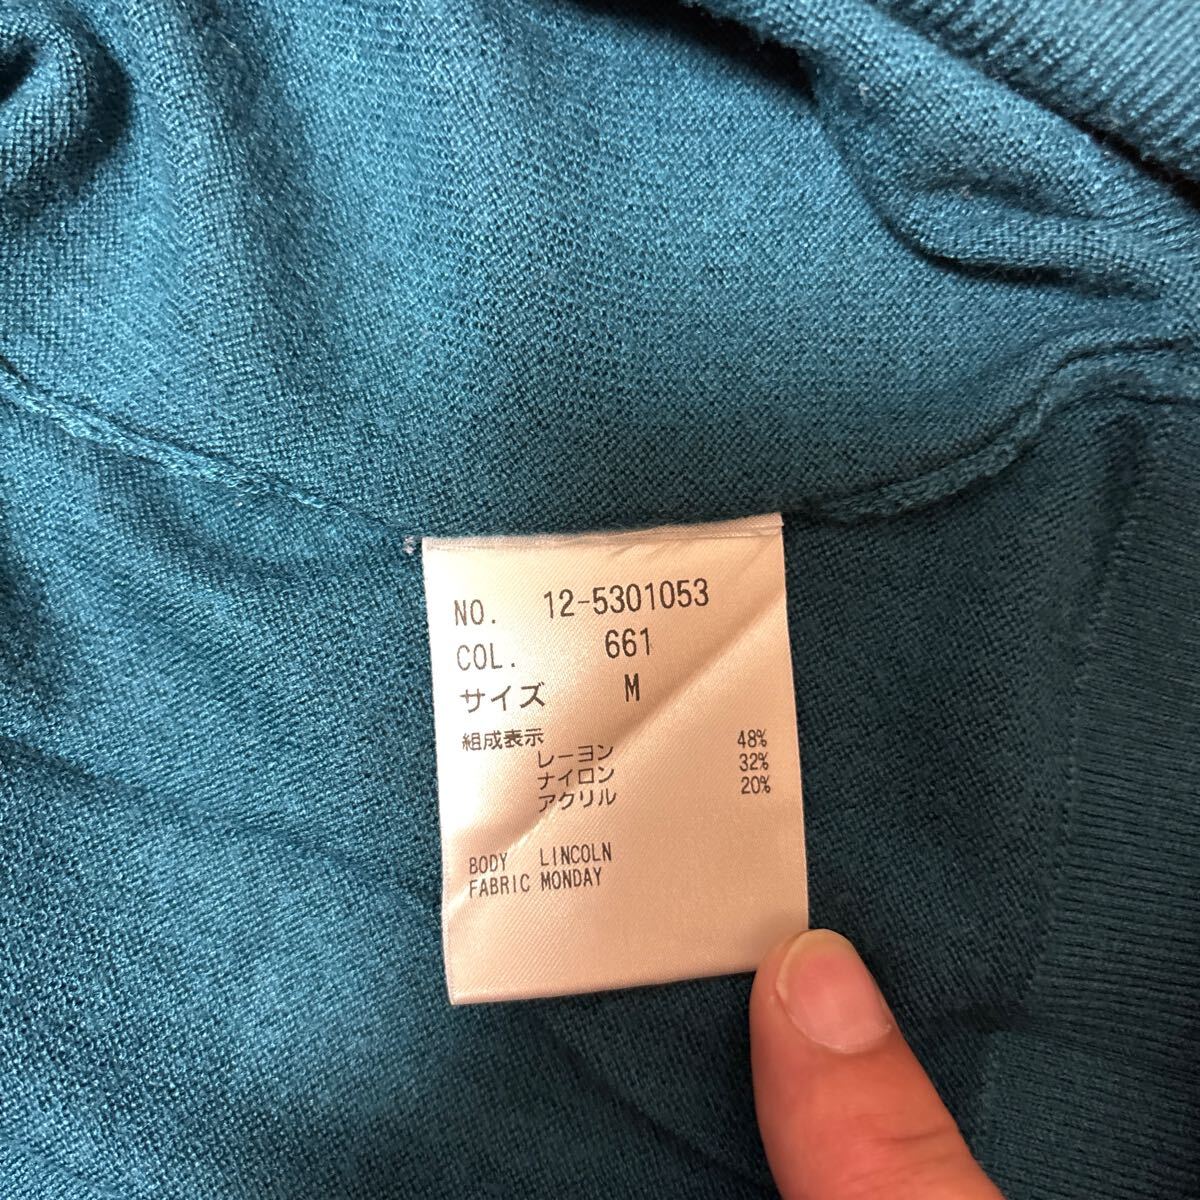 NO. 12-5301053
COL. 661
サイズ M
組成表示
レーヨン 48%
ナイロン 32%
アクリル 20%
BODY LINCOLN
FABRIC MONDAY